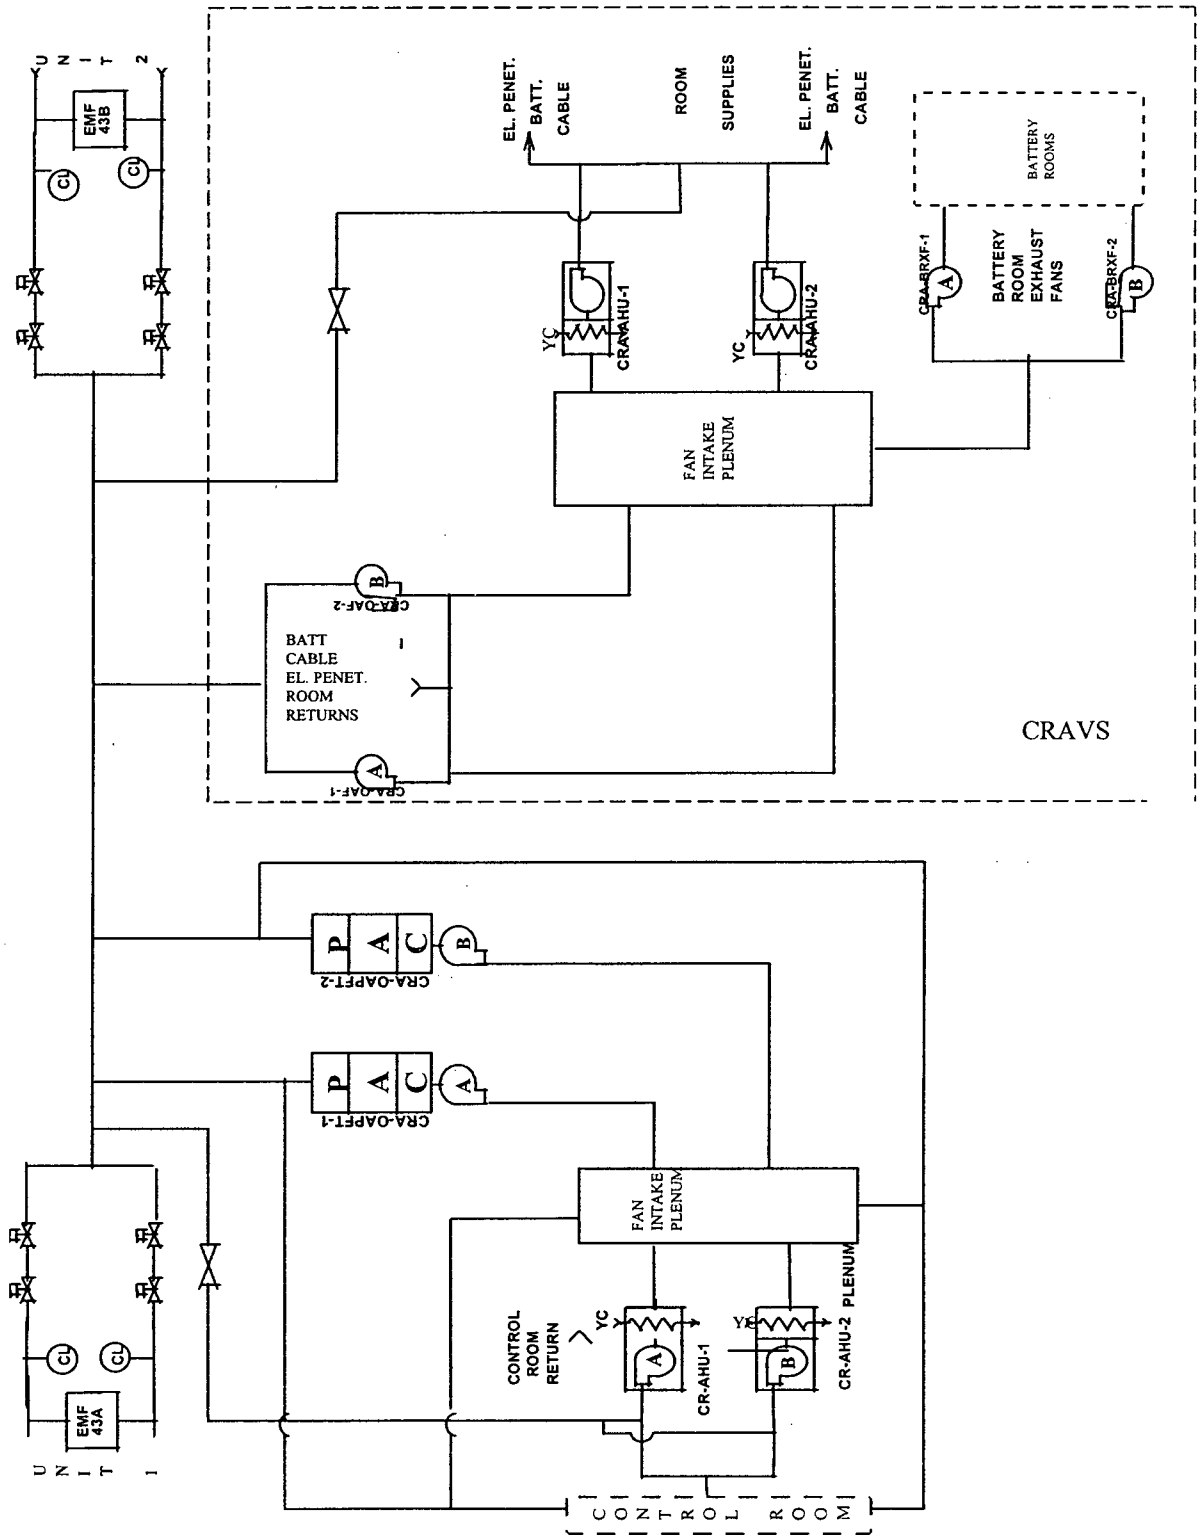 UNIT 2
EMF
43B
CL
CL
EL. PENET.
BATT.
CABLE
ROOM
SUPPLIES
EL. PENET.
BATT.
CABLE
BATTERY
ROOMS
CRA-BRXF-1
A
BATTERY
ROOM
EXHAUST
FANS
CRA-BRXF-2
B
YC
CRA-AHU-1
YC
CRA-AHU-2
FAN
INTAKE
PLENUM
B
CRA-OAF-2
BATT
CABLE
EL. PENET.
ROOM
RETURNS
A
CRA-OAF-1
CRAVS
P
A
C
B
CRA-OAPFT-2
P
A
C
A
CRA-OAPFT-1
FAN
INTAKE
PLENUM
PLENUM
CONTROL
ROOM
RETURN
YC
A
CR-AHU-1
YC
B
CR-AHU-2
CL
CL
EMF
43A
UNIT 1
CONTROL ROOM